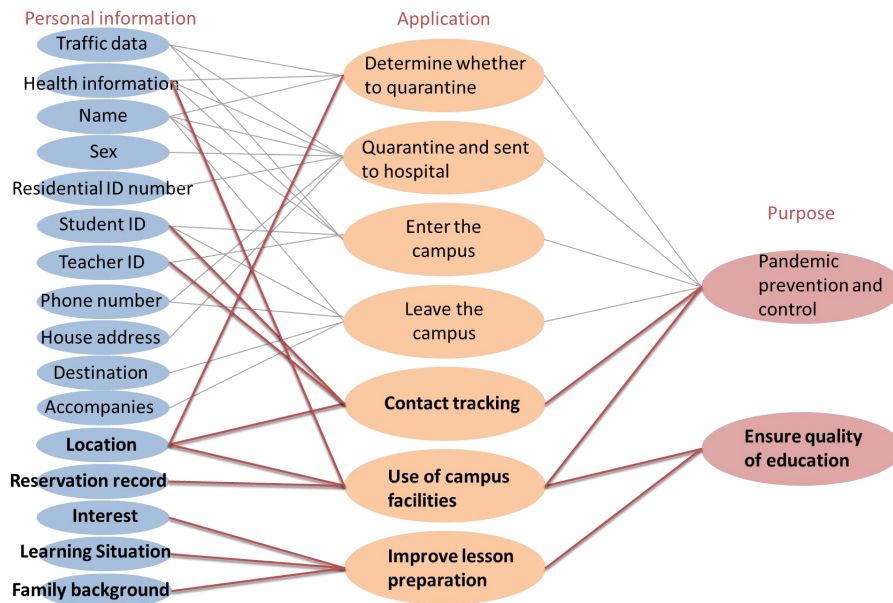 Personal information
Traffic data
Health information
Name
Sex
Residential ID number
Student ID
Teacher ID
Phone number
House address
Destination
Accompanies
Location
Reservation record
Interest
Learning Situation
Family background
Application
Determine whether
to quarantine
Quarantine and sent
to hospital
Enter the
campus
Leave the
campus
Contact tracking
Use of campus
facilities
Improve lesson
preparation
Purpose
Pandemic
prevention and
control
Ensure quality
of education